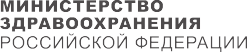 МИНИСТЕРСТВО
ЗДРАВООХРАНЕНИЯ
РОССИЙСКОЙ ФЕДЕРАЦИИ